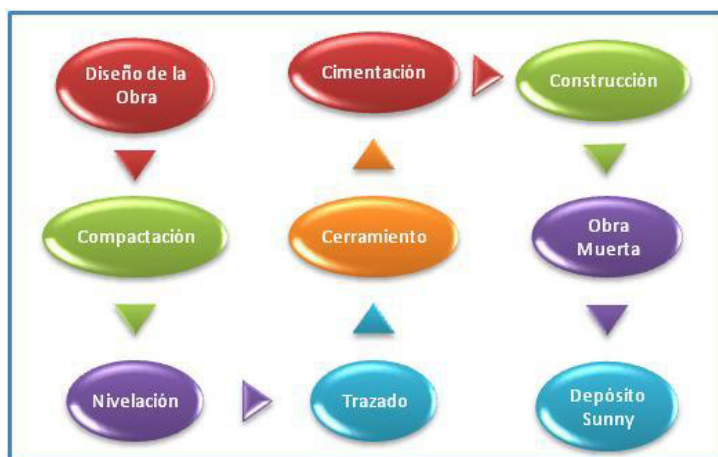 Diseño de la
Obra
Compactación
Nivelación
Trazado
Cerramiento
Cimentación
Construcción
Obra
Muerta
Depósito
Sunny